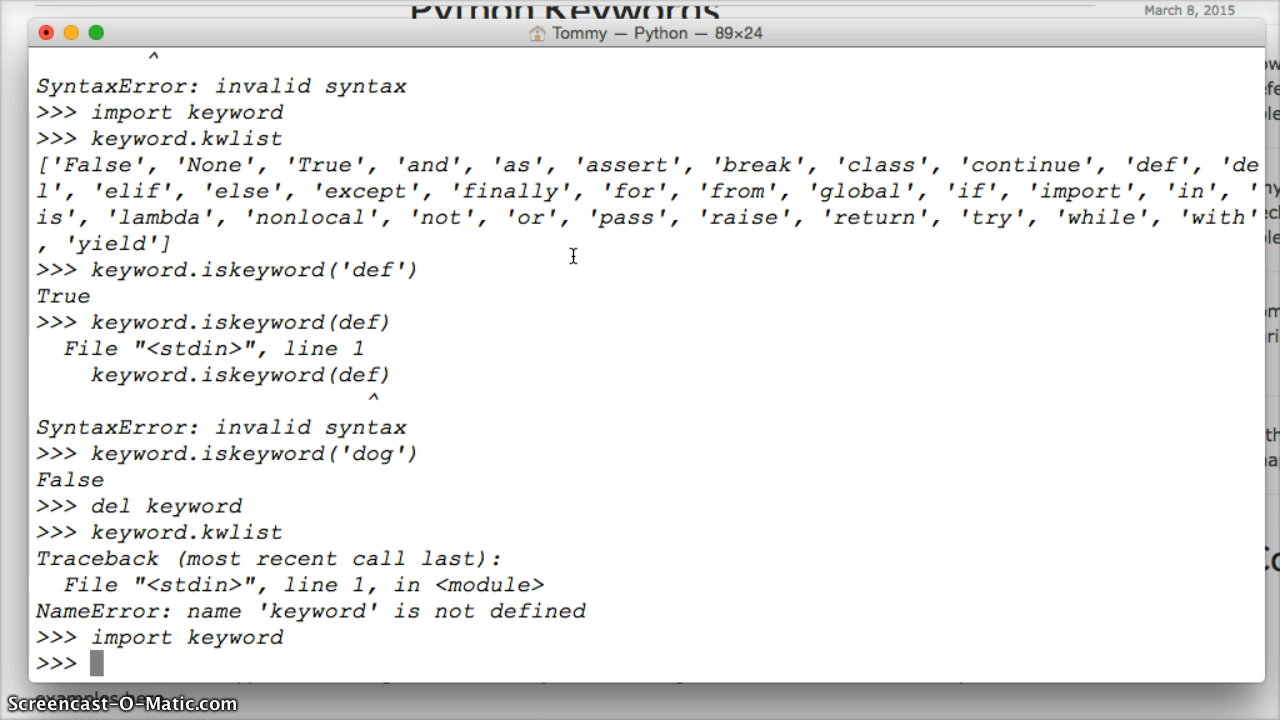 Python Keywords
March 8, 2015
Tommy — Python — 89×24
^
SyntaxError: invalid syntax
>>> import keyword
>>> keyword.kwlist
['False', 'None', 'True', 'and', 'as', 'assert', 'break', 'class', 'continue', 'def', 'de
l', 'elif', 'else', 'except', 'finally', 'for', 'from', 'global', 'if', 'import', 'in', '
is', 'lambda', 'nonlocal', 'not', 'or', 'pass', 'raise', 'return', 'try', 'while', 'with'
, 'yield']
>>> keyword.iskeyword('def')
True
>>> keyword.iskeyword(def)
  File "<stdin>", line 1
    keyword.iskeyword(def)
^
SyntaxError: invalid syntax
>>> keyword.iskeyword('dog')
False
>>> del keyword
>>> keyword.kwlist
Traceback (most recent call last):
  File "<stdin>", line 1, in <module>
NameError: name 'keyword' is not defined
>>> import keyword
>>>
Screencast-O-Matic.com